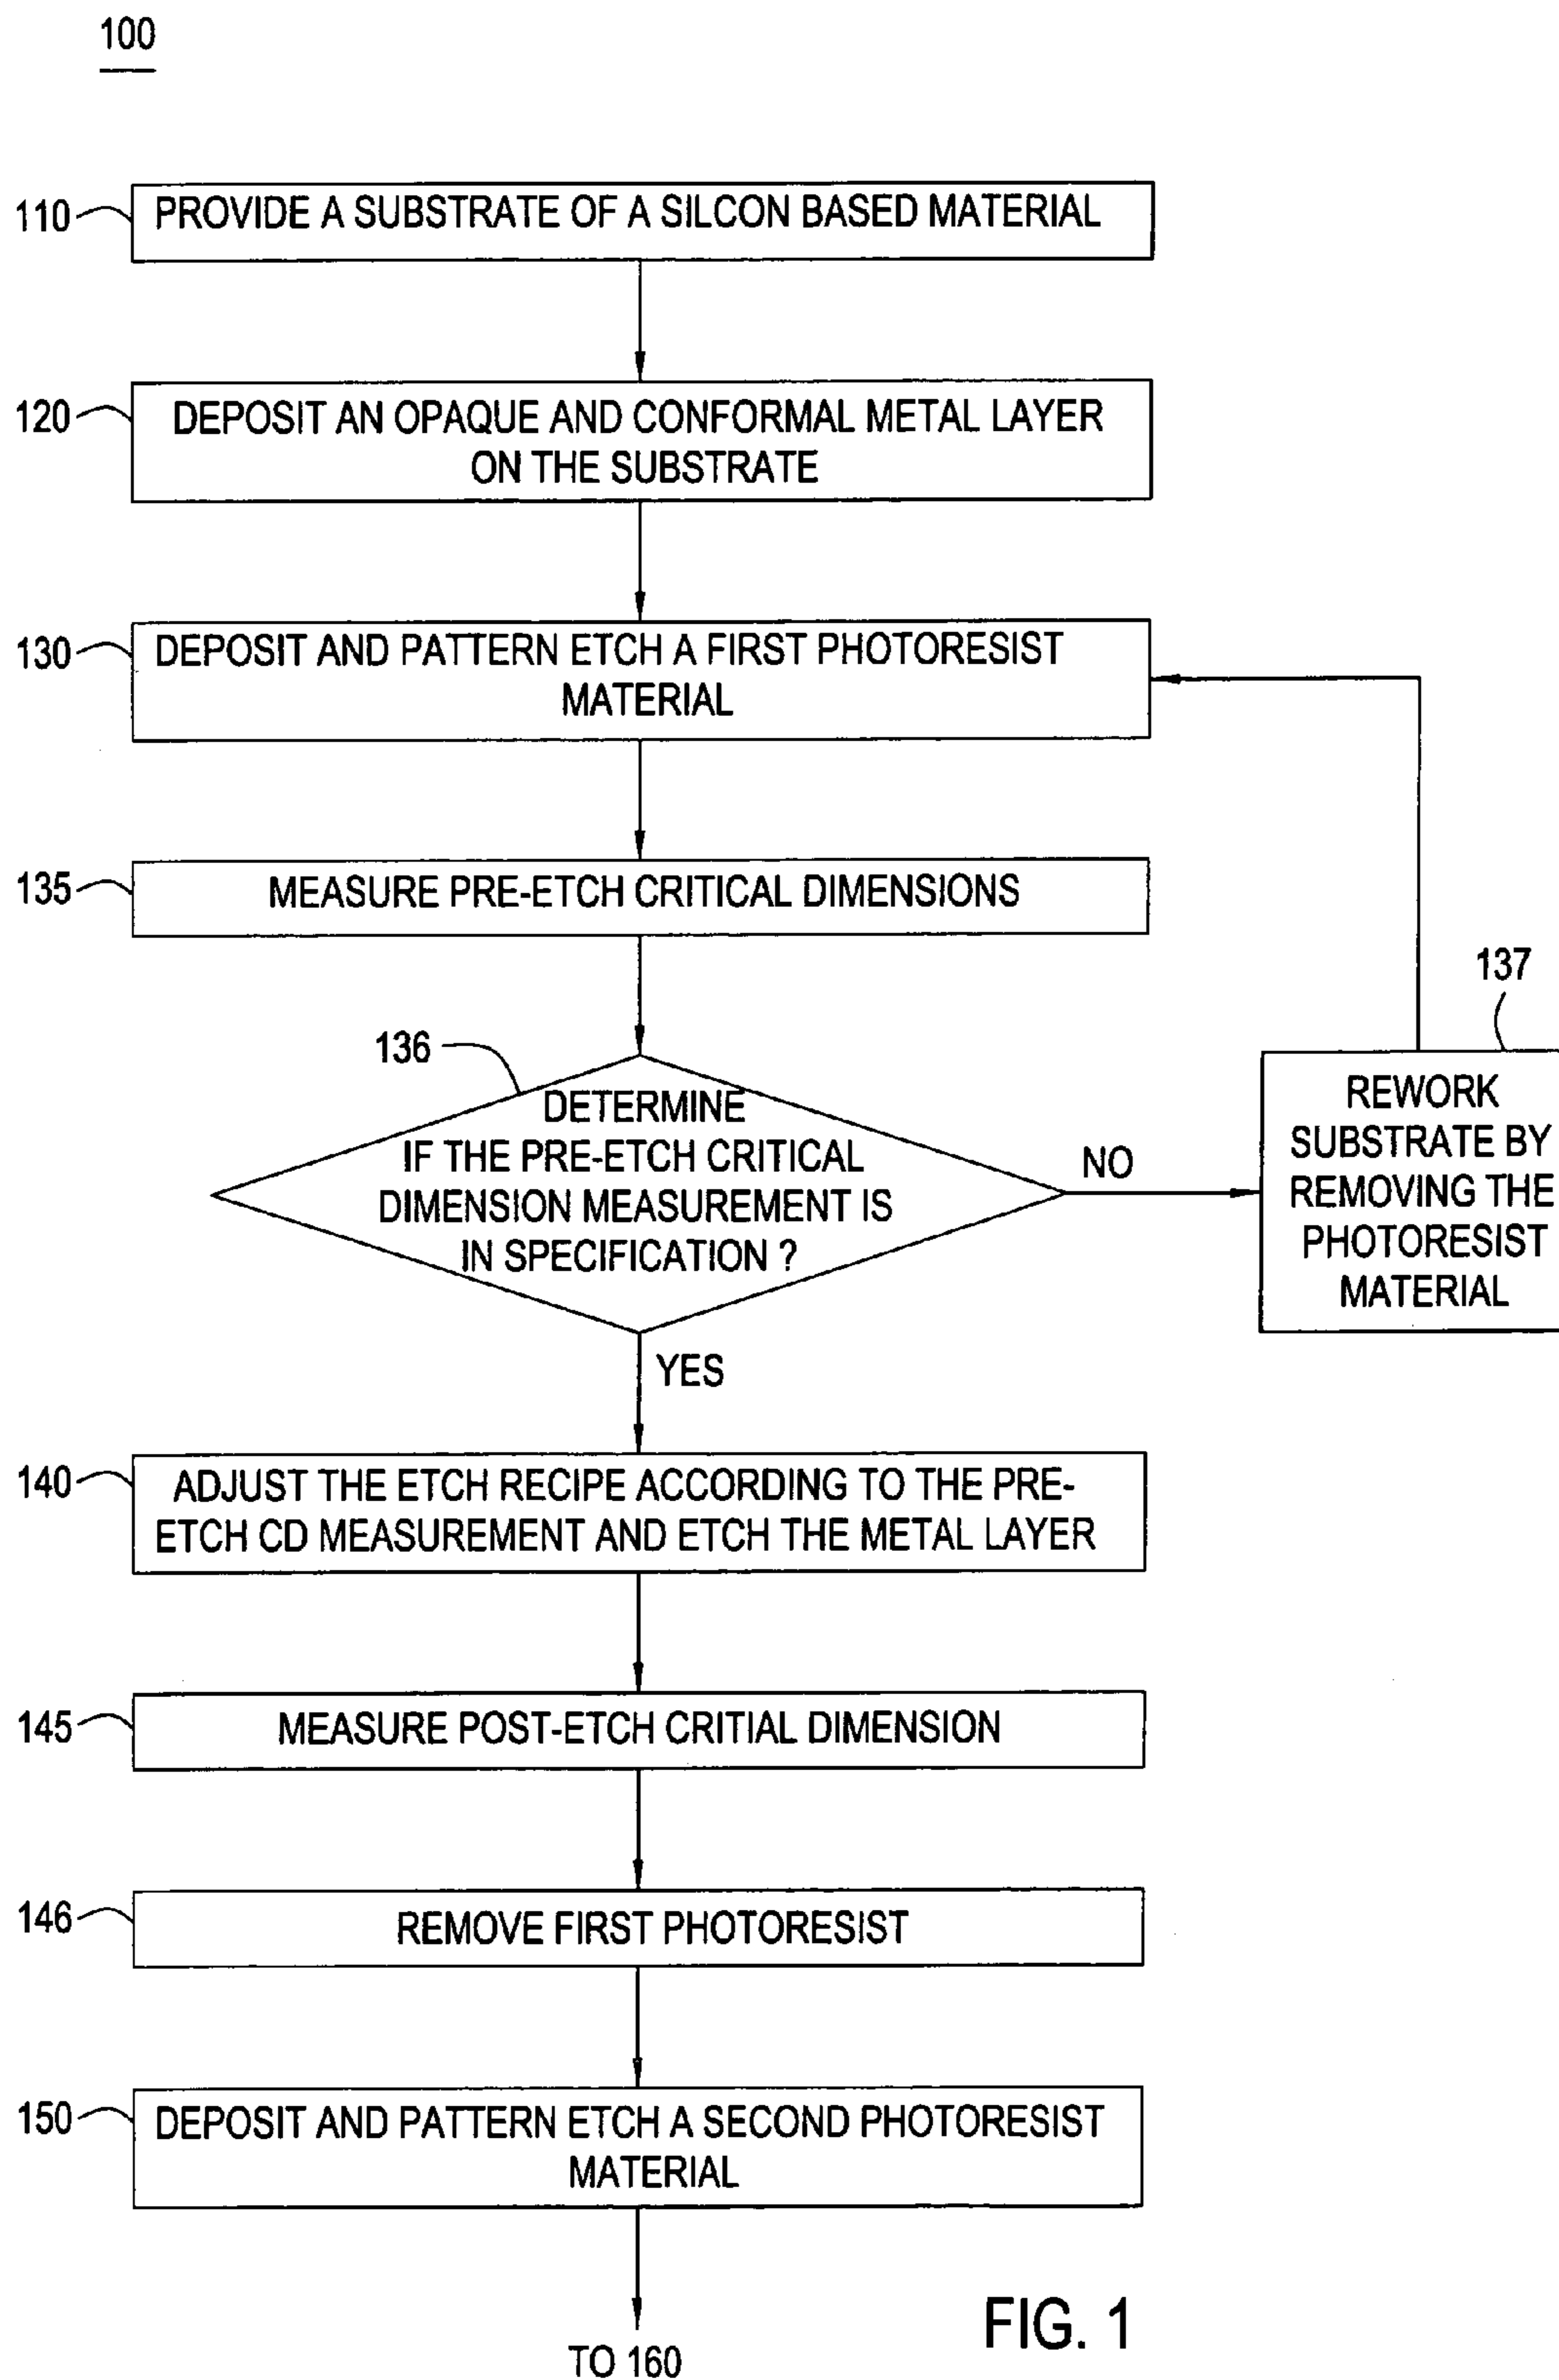 100
110
PROVIDE A SUBSTRATE OF A SILCON BASED MATERIAL
120
DEPOSIT AN OPAQUE AND CONFORMAL METAL LAYER
ON THE SUBSTRATE
130
DEPOSIT AND PATTERN ETCH A FIRST PHOTORESIST
MATERIAL
135
MEASURE PRE-ETCH CRITICAL DIMENSIONS
136
DETERMINE
IF THE PRE-ETCH CRITICAL
DIMENSION MEASUREMENT IS
IN SPECIFICATION ?
NO
137
REWORK
SUBSTRATE BY
REMOVING THE
PHOTORESIST
MATERIAL
YES
140
ADJUST THE ETCH RECIPE ACCORDING TO THE PRE-
ETCH CD MEASUREMENT AND ETCH THE METAL LAYER
145
MEASURE POST-ETCH CRITIAL DIMENSION
146
REMOVE FIRST PHOTORESIST
150
DEPOSIT AND PATTERN ETCH A SECOND PHOTORESIST
MATERIAL
TO 160
FIG. 1